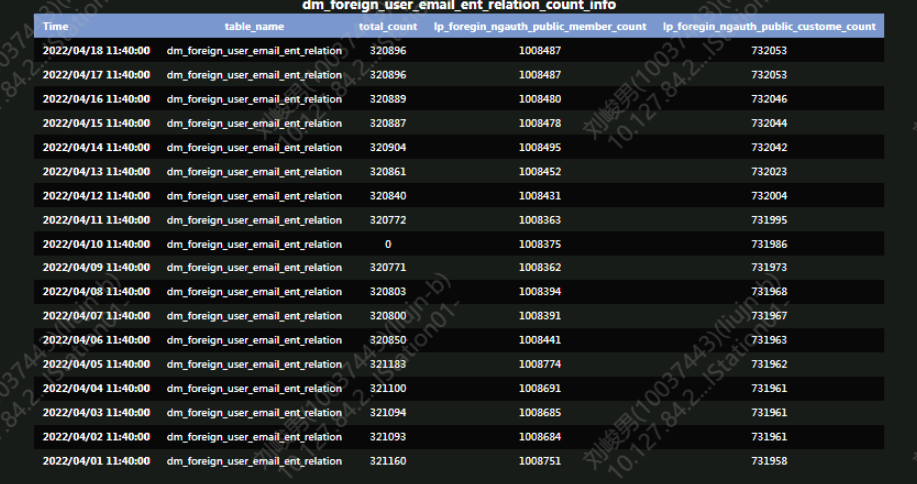 dm_foreign_user_email_ent_relation_count_info
Time table_name total_count lp_foregin_ngauth_public_member_count lp_foregin_ngauth_public_custome_count
2022/04/18 11:40:00 dm_foreign_user_email_ent_relation 320896 1008487 732053
2022/04/17 11:40:00 dm_foreign_user_email_ent_relation 320896 1008487 732053
2022/04/16 11:40:00 dm_foreign_user_email_ent_relation 320889 1008480 732046
2022/04/15 11:40:00 dm_foreign_user_email_ent_relation 320887 1008478 732044
2022/04/14 11:40:00 dm_foreign_user_email_ent_relation 320904 1008495 732042
2022/04/13 11:40:00 dm_foreign_user_email_ent_relation 320861 1008452 732023
2022/04/12 11:40:00 dm_foreign_user_email_ent_relation 320840 1008431 732004
2022/04/11 11:40:00 dm_foreign_user_email_ent_relation 320772 1008363 731995
2022/04/10 11:40:00 dm_foreign_user_email_ent_relation 0 1008375 731986
2022/04/09 11:40:00 dm_foreign_user_email_ent_relation 320771 1008362 731973
2022/04/08 11:40:00 dm_foreign_user_email_ent_relation 320803 1008394 731968
2022/04/07 11:40:00 dm_foreign_user_email_ent_relation 320800 1008391 731967
2022/04/06 11:40:00 dm_foreign_user_email_ent_relation 320850 1008441 731963
2022/04/05 11:40:00 dm_foreign_user_email_ent_relation 321183 1008774 731962
2022/04/04 11:40:00 dm_foreign_user_email_ent_relation 321100 1008691 731961
2022/04/03 11:40:00 dm_foreign_user_email_ent_relation 321094 1008685 731961
2022/04/02 11:40:00 dm_foreign_user_email_ent_relation 321093 1008684 731961
2022/04/01 11:40:00 dm_foreign_user_email_ent_relation 321160 1008751 731958